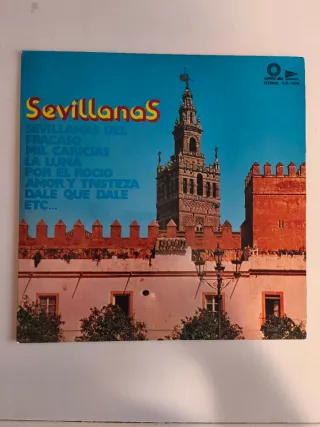 Sevillanas
SEVILLANAS DEL
FRACASO
MIL CARICIAS
LA LUNA
POR EL ROCIO
AMOR Y TRISTEZA
DALE QUE DALE
ETC...